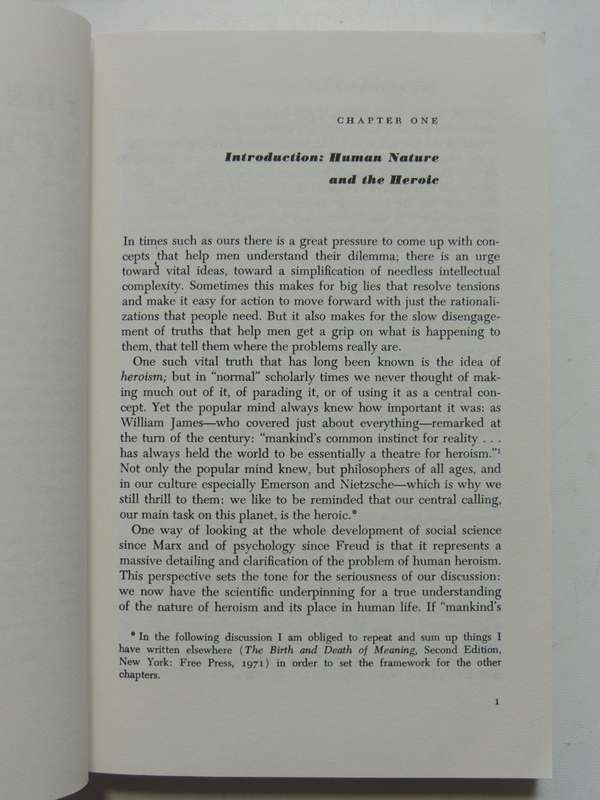 CHAPTER ONE
Introduction: Human Nature
and the Heroic
In times such as ours there is a great pressure to come up with con-
cepts that help men understand their dilemma; there is an urge
toward vital ideas, toward a simplification of needless intellectual
complexity. Sometimes this makes for big lies that resolve tensions
and make it easy for action to move forward with just the rationali-
zations that people need. But it also makes for the slow disengage-
ment of truths that help men get a grip on what is happening to
them, that tell them where the problems really are.
One such vital truth that has long been known is the idea of
heroism; but in "normal" scholarly times we never thought of mak-
ing much out of it, of parading it, or of using it as a central con-
cept. Yet the popular mind always knew how important it was: as
William James—who covered just about everything—remarked at
the turn of the century: "mankind's common instinct for reality . . .
has always held the world to be essentially a theatre for heroism."1
Not only the popular mind knew, but philosophers of all ages, and
in our culture especially Emerson and Nietzsche—which is why we
still thrill to them: we like to be reminded that our central calling,
our main task on this planet, is the heroic.*
One way of looking at the whole development of social science
since Marx and of psychology since Freud is that it represents a
massive detailing and clarification of the problem of human heroism.
This perspective sets the tone for the seriousness of our discussion:
we now have the scientific underpinning for a true understanding
of the nature of heroism and its place in human life. If "mankind's
* In the following discussion I am obliged to repeat and sum up things I
have written elsewhere (The Birth and Death of Meaning, Second Edition,
New York: Free Press, 1971) in order to set the framework for the other
chapters.
1